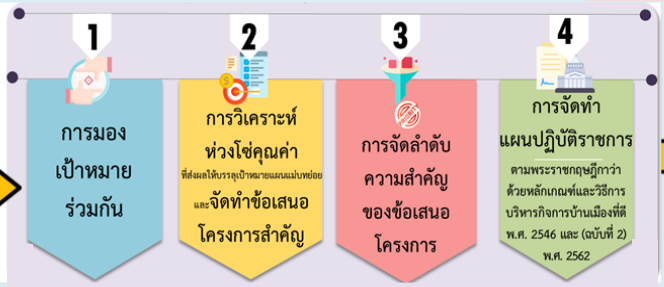 1
การมอง
เป้าหมาย
ร่วมกัน
2
การวิเคราะห์
ห่วงโซ่คุณค่า
ที่ส่งผลให้บรรลุเป้าหมายแผนแม่บทย่อย
และจัดทำข้อเสนอ
โครงการสำคัญ
3
การจัดลำดับ
ความสำคัญ
ของข้อเสนอ
โครงการ
4
การจัดทำ
แผนปฏิบัติราชการ
ตามพระราชกฤษฎีกาว่า
ด้วยหลักเกณฑ์และวิธีการ
บริหารกิจการบ้านเมืองที่ดี
พ.ศ. 2546 และ (ฉบับที่ 2)
พ.ศ. 2562